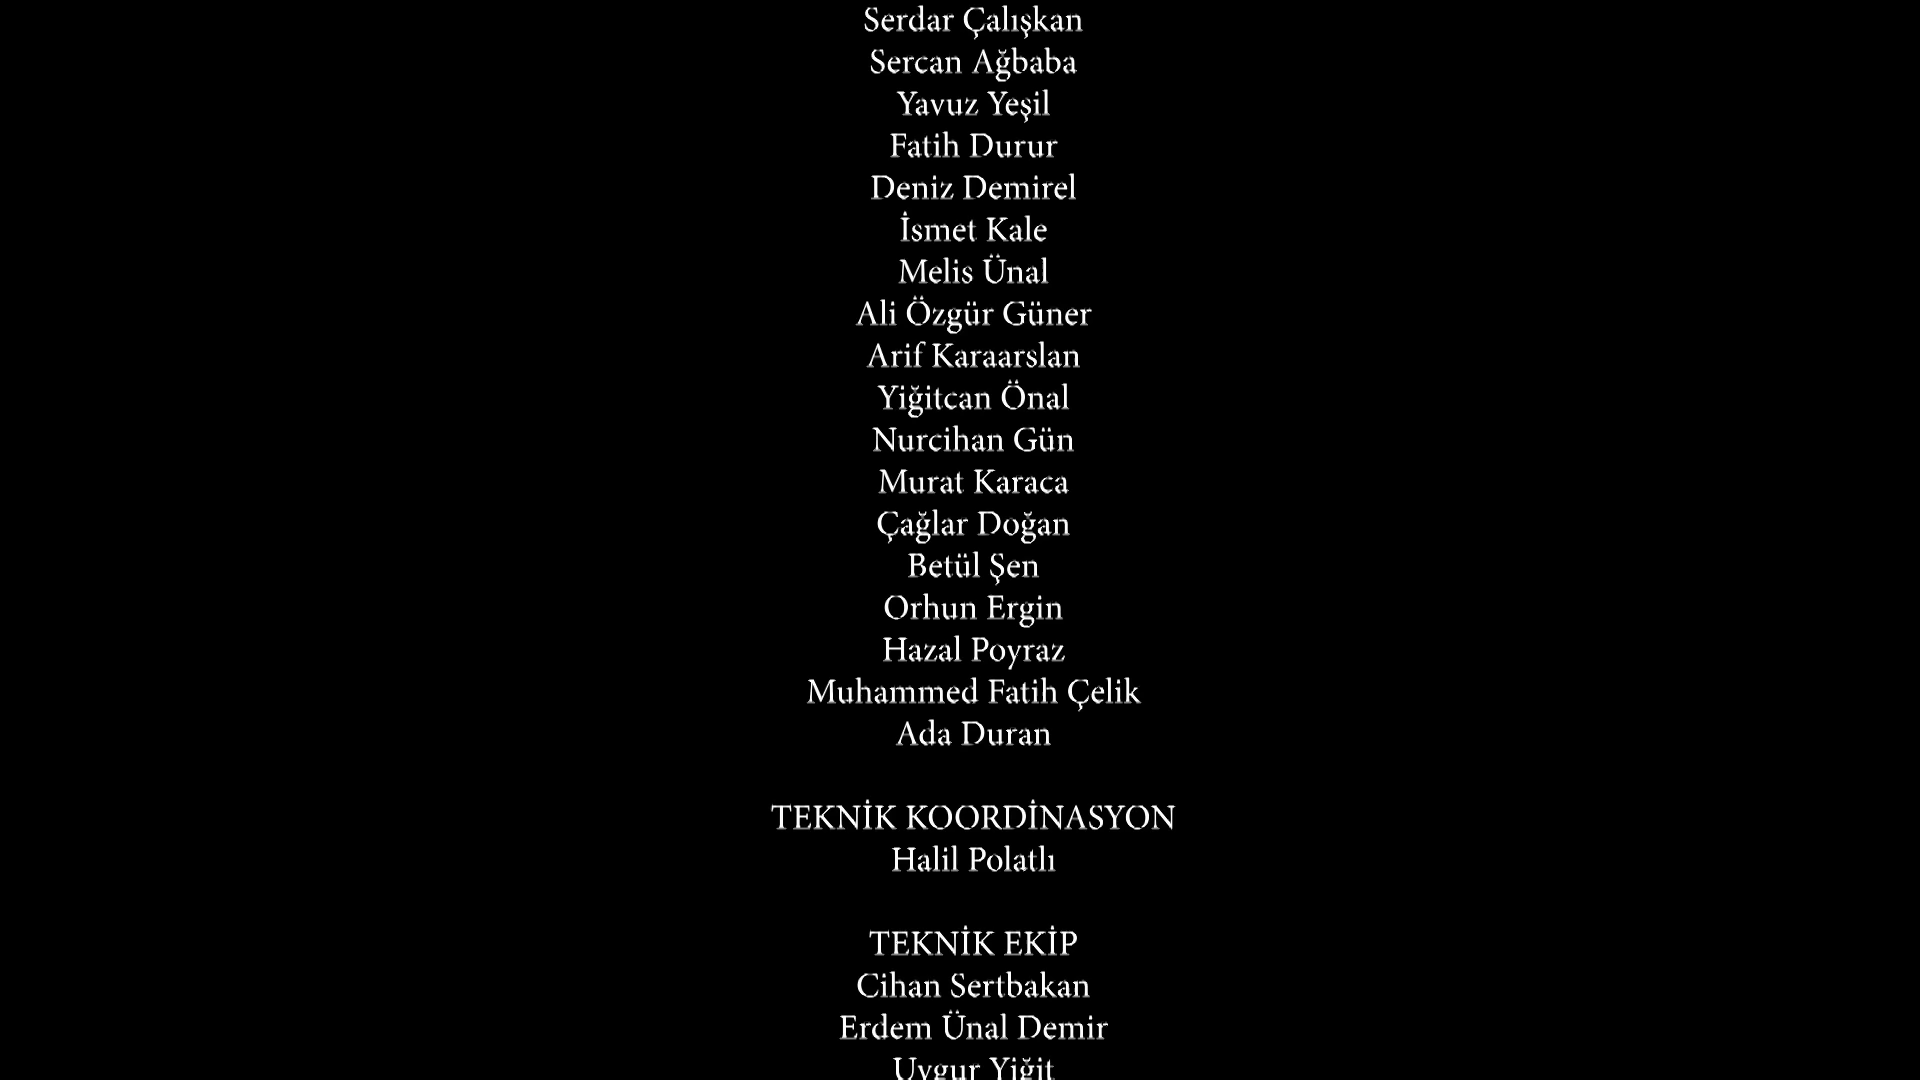 Serdar Çalışkan
Sercan Ağbaba
Yavuz Yeşil
Fatih Durur
Deniz Demirel
İsmet Kale
Melis Ünal
Ali Özgür Güner
Arif Karaarslan
Yiğitcan Önal
Nurcihan Gün
Murat Karaca
Çağlar Doğan
Betül Şen
Orhun Ergin
Hazal Poyraz
Muhammed Fatih Çelik
Ada Duran
TEKNİK KOORDİNASYON
Halil Polatlı
TEKNİK EKİP
Cihan Sertbakan
Erdem Ünal Demir
Uygur Yiğit